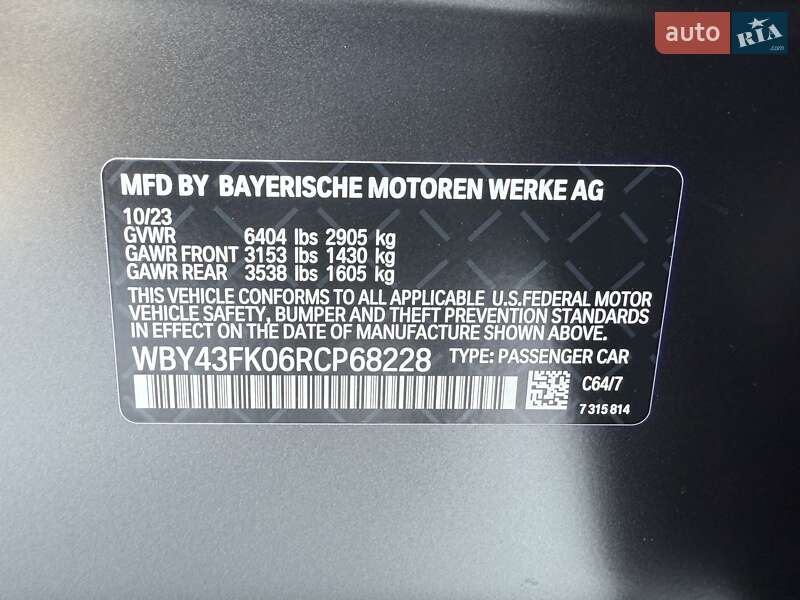 auto RIA.com
MFD BY BAYERISCHE MOTOREN WERKE AG
10/23
GVWR 6404 lbs 2905 kg
GAWR FRONT 3153 lbs 1430 kg
GAWR REAR 3538 lbs 1605 kg
THIS VEHICLE CONFORMS TO ALL APPLICABLE U.S.FEDERAL MOTOR
VEHICLE SAFETY, BUMPER AND THEFT PREVENTION STANDARDS
IN EFFECT ON THE DATE OF MANUFACTURE SHOWN ABOVE.
WBY43FK06RCP68228 TYPE: PASSENGER CAR
C64/7
7 315 814